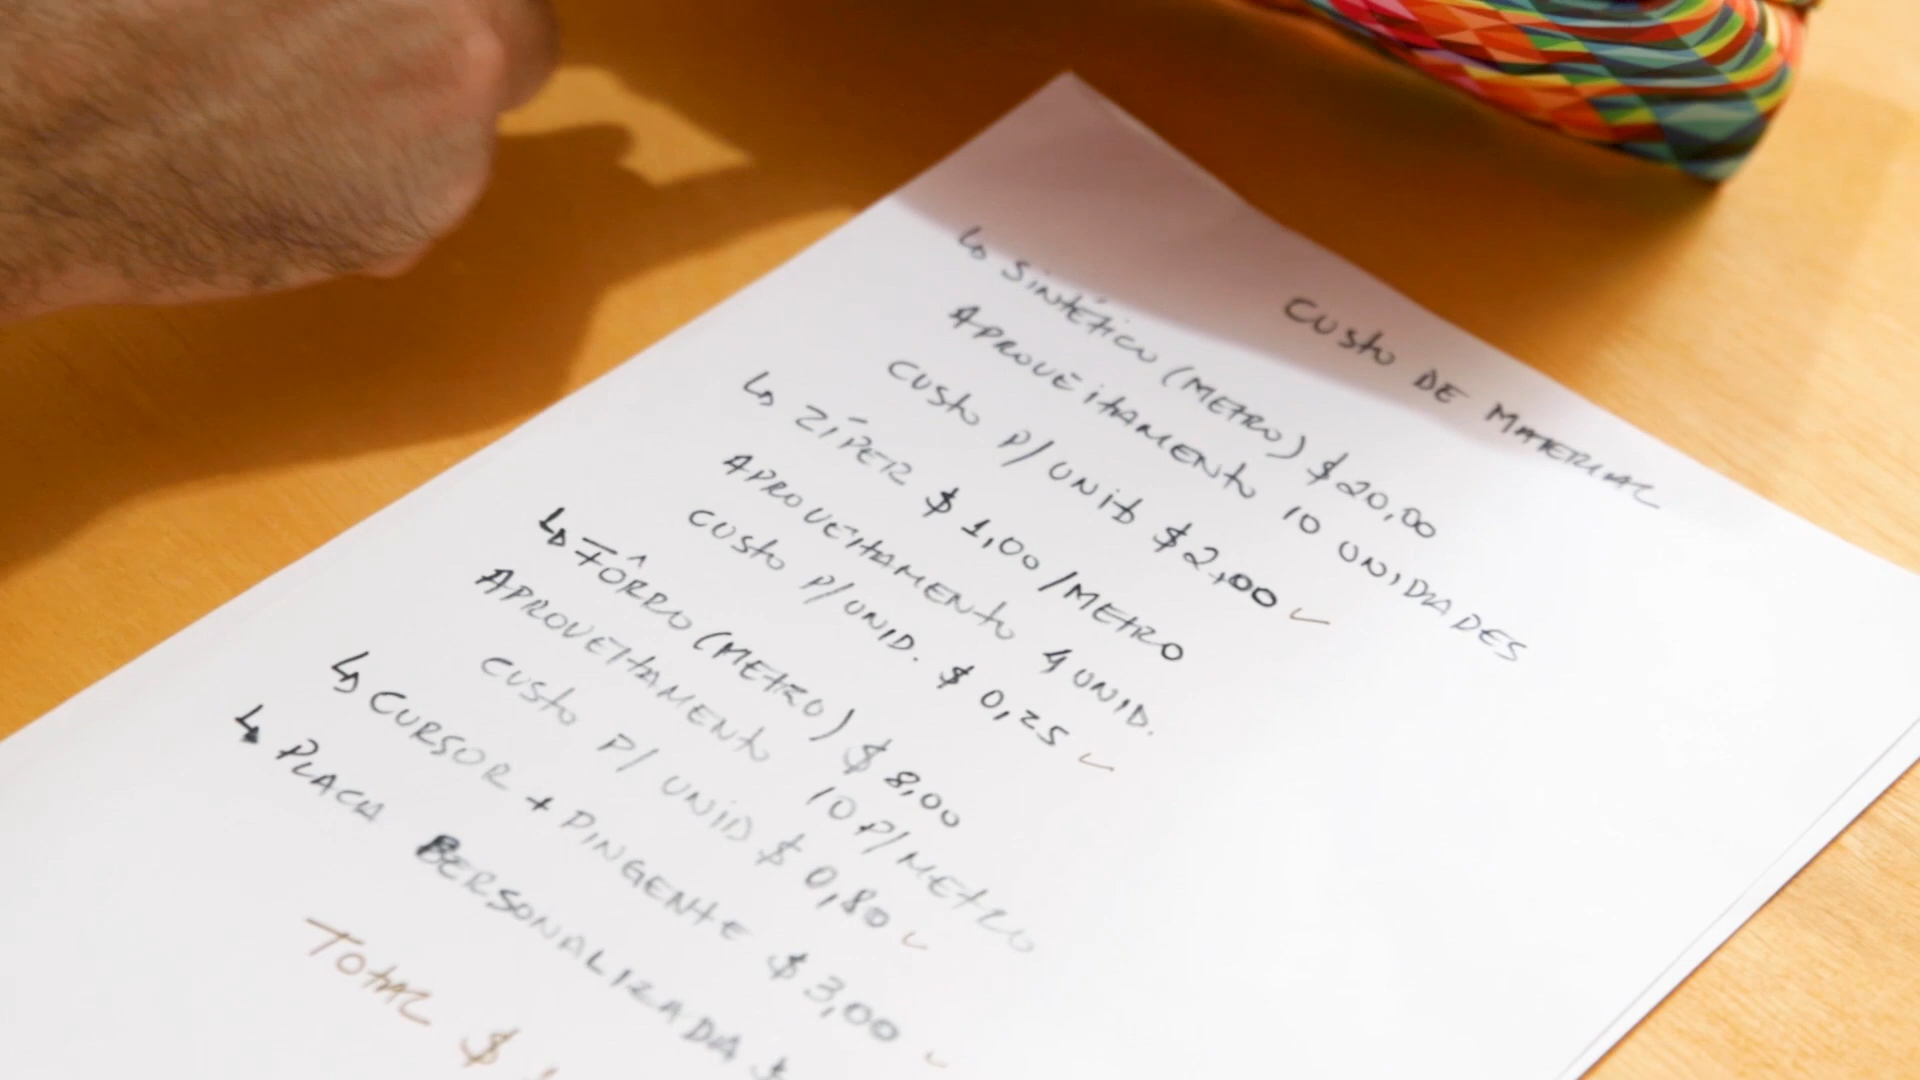 Custo DE MATERIAL
↳ SINTÉTICO (METRO) $ 20,00
APROVEITAMENTO 10 UNIDADES
CUSTO P/ UNID $ 2,00 ✓
↳ ZÍPER $ 1,00 / METRO
APROVEITAMENTO 4 UNID.
CUSTO P/ UNID. $ 0,25 ✓
↳ FÔRRO (METRO) $ 8,00
APROVEITAMENTO 10 P/ METRO
CUSTO P/ UNID $ 0,80 ✓
↳ CURSOR + PINGENTE $ 3,00 ✓
↳ PLACA PERSONALIZADA $
TOTAL $